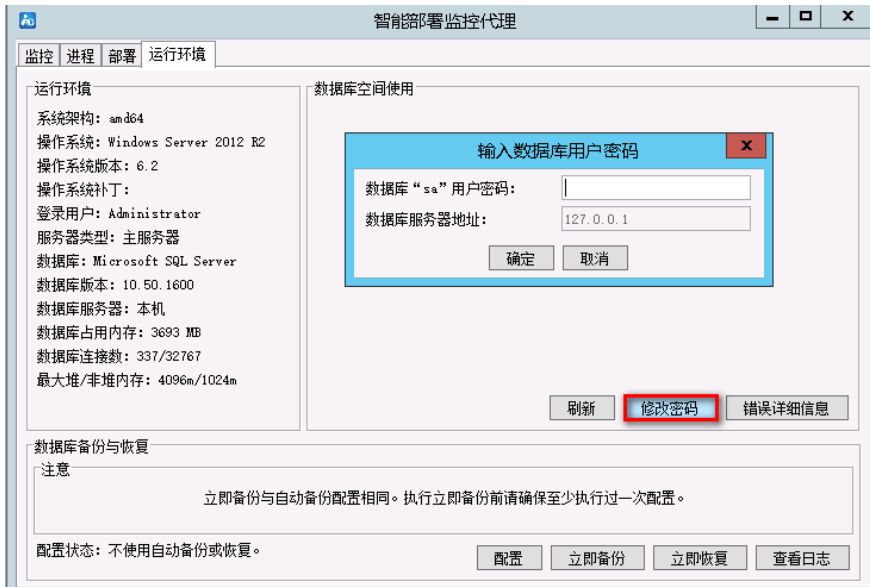 智能部署监控代理
监控 进程 部署 运行环境
运行环境
系统架构: amd64
操作系统: Windows Server 2012 R2
操作系统版本: 6.2
操作系统补丁:
登录用户: Administrator
服务器类型: 主服务器
数据库: Microsoft SQL Server
数据库版本: 10.50.1600
数据库服务器: 本机
数据库占用内存: 3693 MB
数据库连接数: 337/32767
最大堆/非堆内存: 4096m/1024m
数据库空间使用
输入数据库用户密码
x
数据库“sa”用户密码:
数据库服务器地址: 127.0.0.1
确定 取消
刷新 修改密码 错误详细信息
数据库备份与恢复
注意
立即备份与自动备份配置相同。执行立即备份前请确保至少执行过一次配置。
配置状态: 不使用自动备份或恢复。
配置 立即备份 立即恢复 查看日志